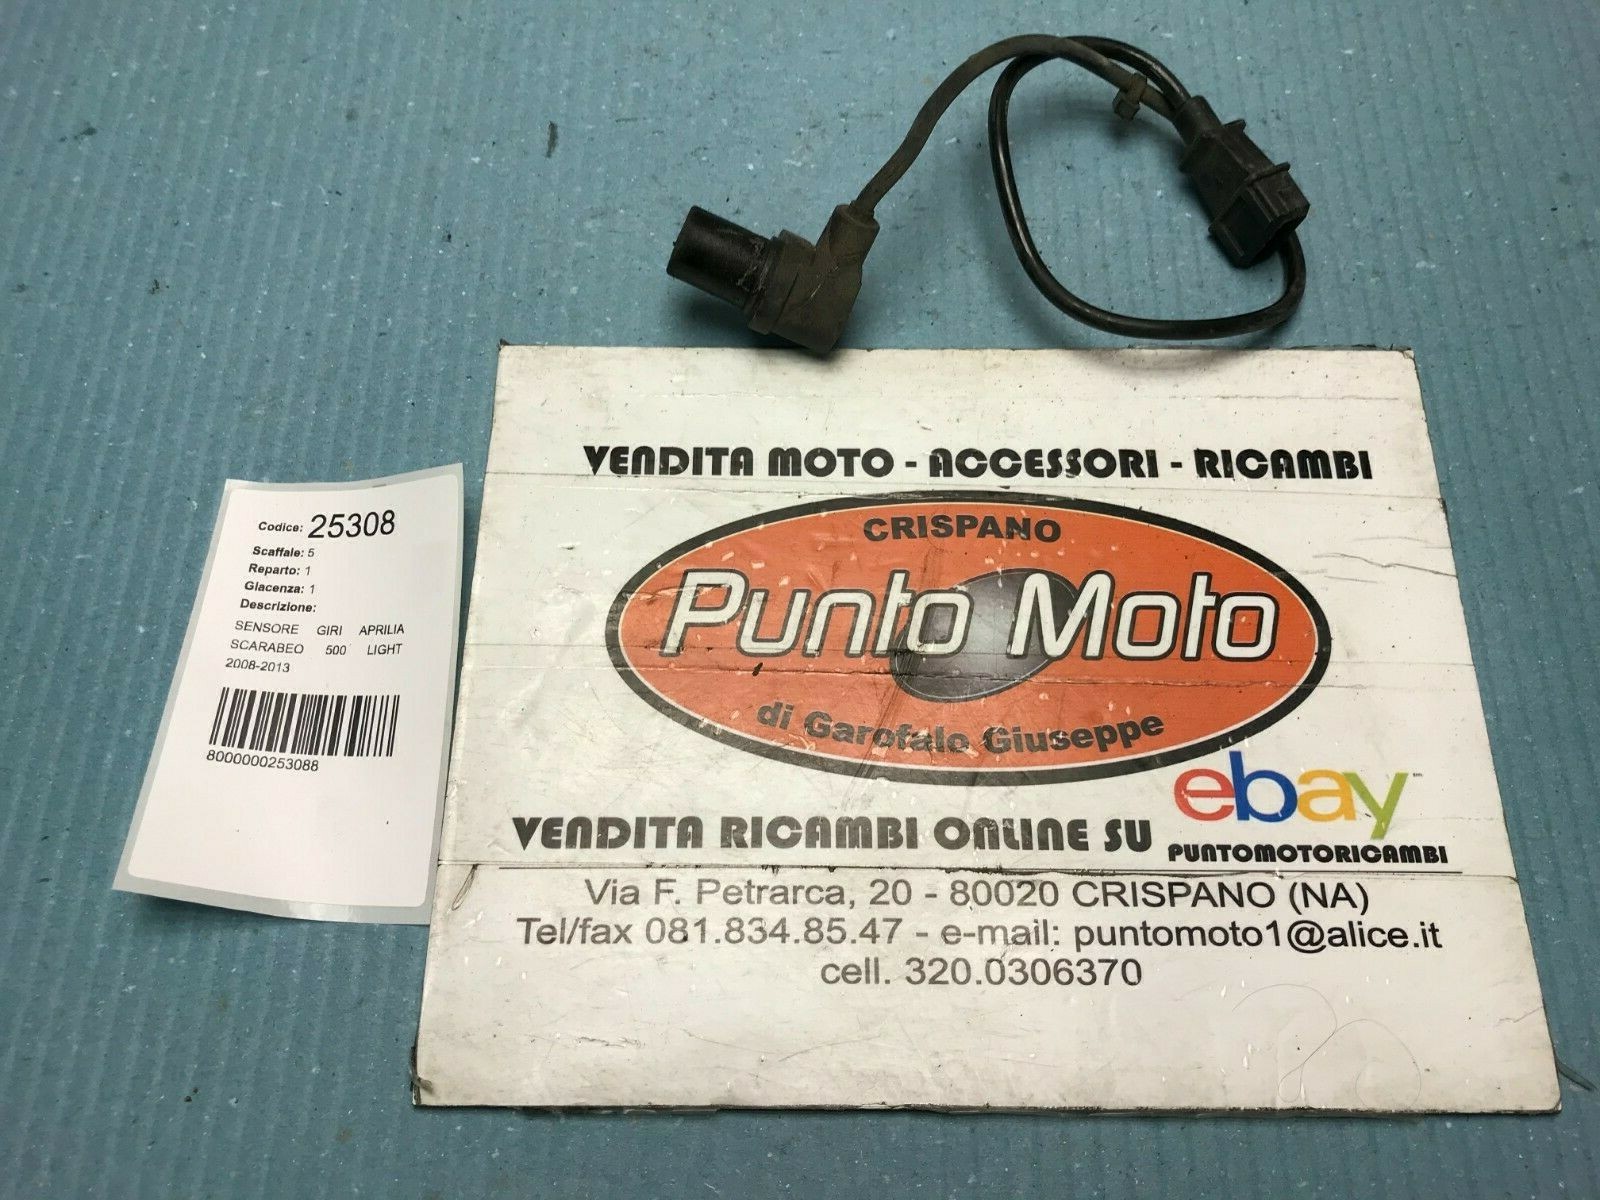 Codice: 25308
Scaffale: 5
Reparto: 1
Giacenza: 1
Descrizione:
SENSORE GIRI APRILIA
SCARABEO 500 LIGHT
2008-2013
8000000253088
VENDITA MOTO - ACCESSORI - RICAMBI
CRISPANO
Punto Moto
di Garofalo Giuseppe
ebay™
VENDITA RICAMBI ONLINE SU
PUNTOMOTORICAMBI
Via F. Petrarca, 20 - 80020 CRISPANO (NA)
Tel/fax 081.834.85.47 - e-mail: puntomoto1@alice.it
cell. 320.0306370